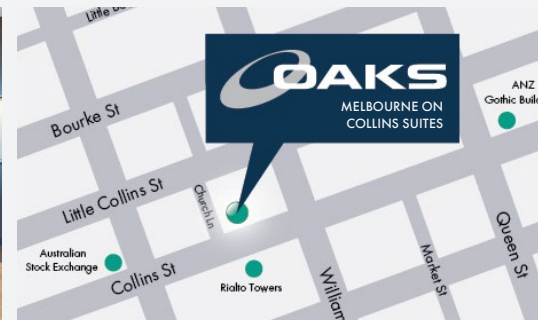 Little
OAKS
MELBOURNE ON
COLLINS SUITES
ANZ
Gothic
Bourke St
Little Collins St
Church Ln
Australian
Stock Exchange
Collins St
Rialto Towers
William
Market St
Queen St